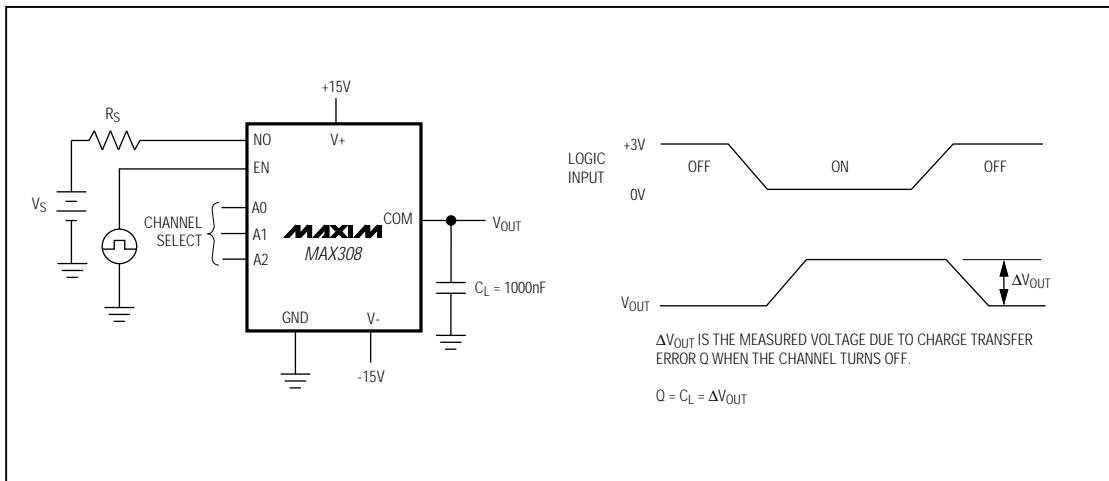 +15V
RS
NO
V+
EN
VS
A0
CHANNEL
SELECT
A1
A2
MAXIM
MAX308
COM
VOUT
CL = 1000nF
GND
V-
-15V
LOGIC
INPUT
+3V
0V
OFF
ON
OFF
VOUT
ΔVOUT
ΔVOUT IS THE MEASURED VOLTAGE DUE TO CHARGE TRANSFER
ERROR Q WHEN THE CHANNEL TURNS OFF.
Q = CL = ΔVOUT